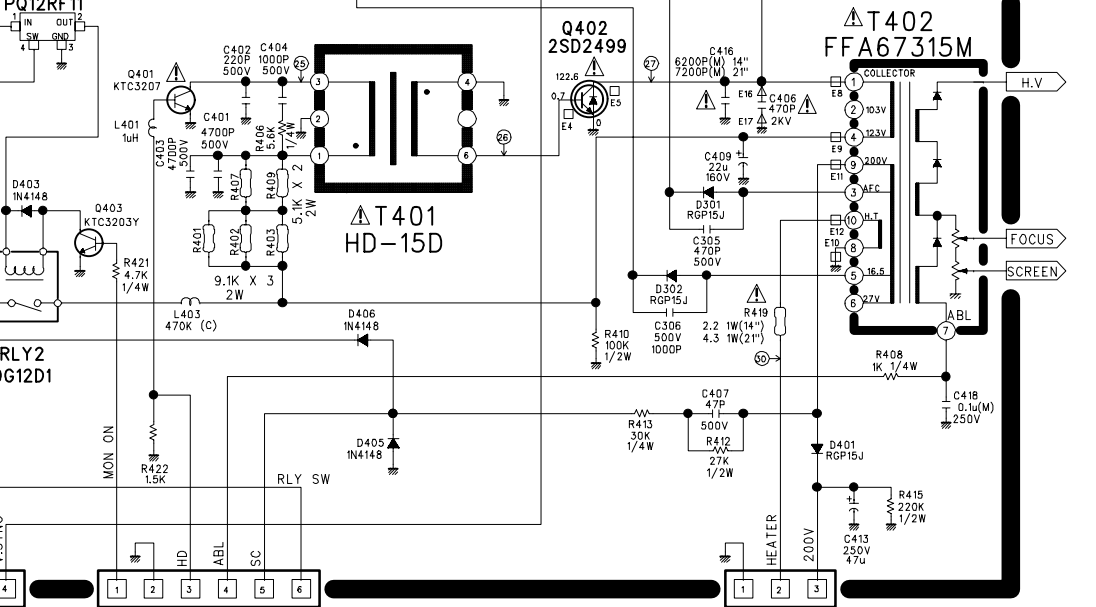 PQ12RF11
1 IN OUT 2
SW GND
4 3
Q401
KTC3207
L401
1uH
C403
4700P
500V
C402
220P
500V
C404
1000P
500V
25
C401
4700P
500V
R406
5.6K
1/4W
R407
R409
R401
R402
R403
5.1K X 2
2W
9.1K X 3
2W
3
2
1
4
6
T401
HD-15D
26
Q402
2SD2499
122.6
0.7
0
E4
E5
27
C416
6200P(M) 14"
7200P(M) 21"
E16
E17
C406
470P
2KV
C409
22u
160V
D301
RGP15J
C305
470P
500V
D302
RGP15J
C306
500V
1000P
T402
FFA67315M
E8
1
COLLECTOR
2
103V
4
123V
E9
9
200V
E11
3
AFC
10
H.T
E12
E10
8
5
16.5
6
27V
ABL
7
H.V
FOCUS
SCREEN
D403
1N4148
Q403
KTC3203Y
R421
4.7K
1/4W
L403
470K (C)
D406
1N4148
R410
100K
1/2W
R419
2.2 1W(14")
4.3 1W(21")
30
R408
1K 1/4W
C418
0.1u(M)
250V
RLY2
0G12D1
C407
47P
500V
R413
30K
1/4W
R412
27K
1/2W
D401
RGP15J
D405
1N4148
R422
1.5K
MON ON
RLY SW
R415
220K
1/2W
C413
250V
47u
HD
ABL
SC
HEATER
200V
4
1
2
3
4
5
6
1
2
3